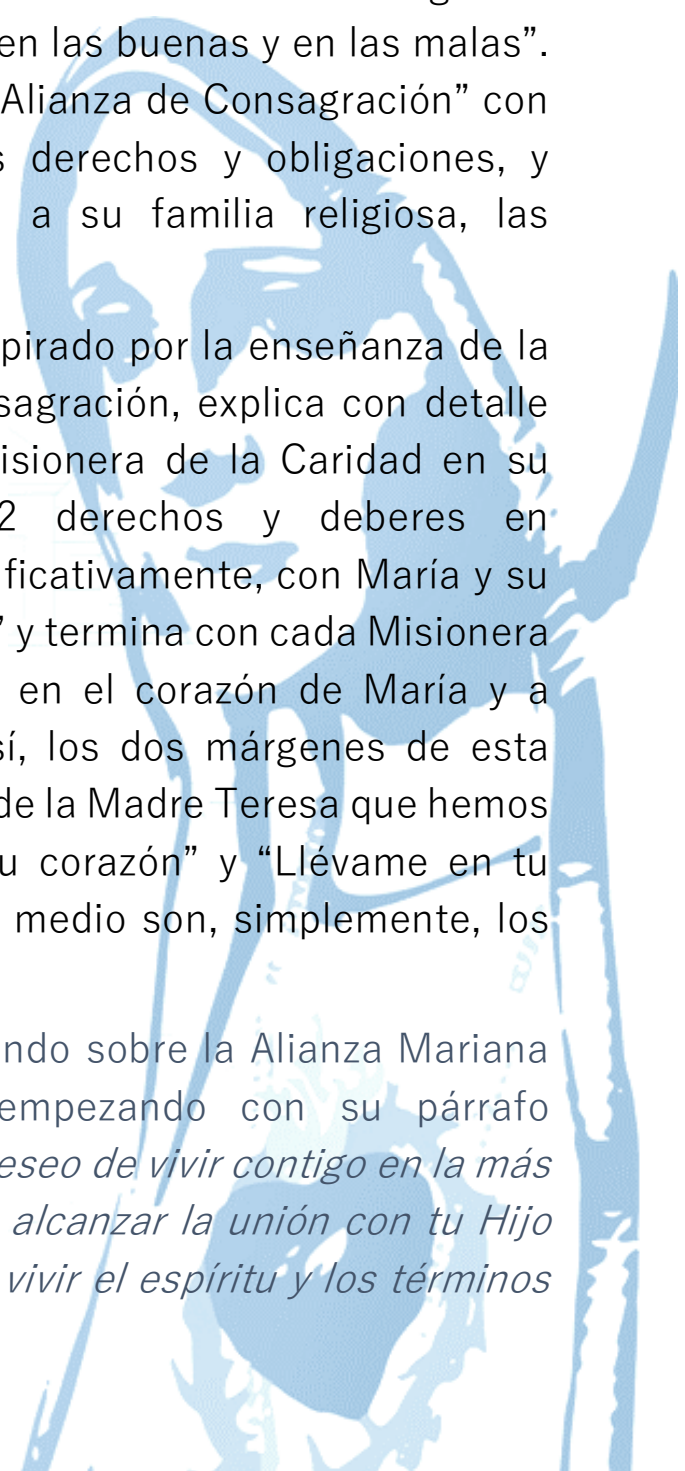 en las buenas y en las malas”.
Alianza de Consagración” con
derechos y obligaciones, y
a su familia religiosa, las
pirado por la enseñanza de la
sagración, explica con detalle
isionera de la Caridad en su
2 derechos y deberes en
ficativamente, con María y su
” y termina con cada Misionera
en el corazón de María y a
sí, los dos márgenes de esta
de la Madre Teresa que hemos
u corazón” y “Llévame en tu
medio son, simplemente, los
ndo sobre la Alianza Mariana
empezando con su párrafo
eseo de vivir contigo en la más
alcanzar la unión con tu Hijo
vivir el espíritu y los términos